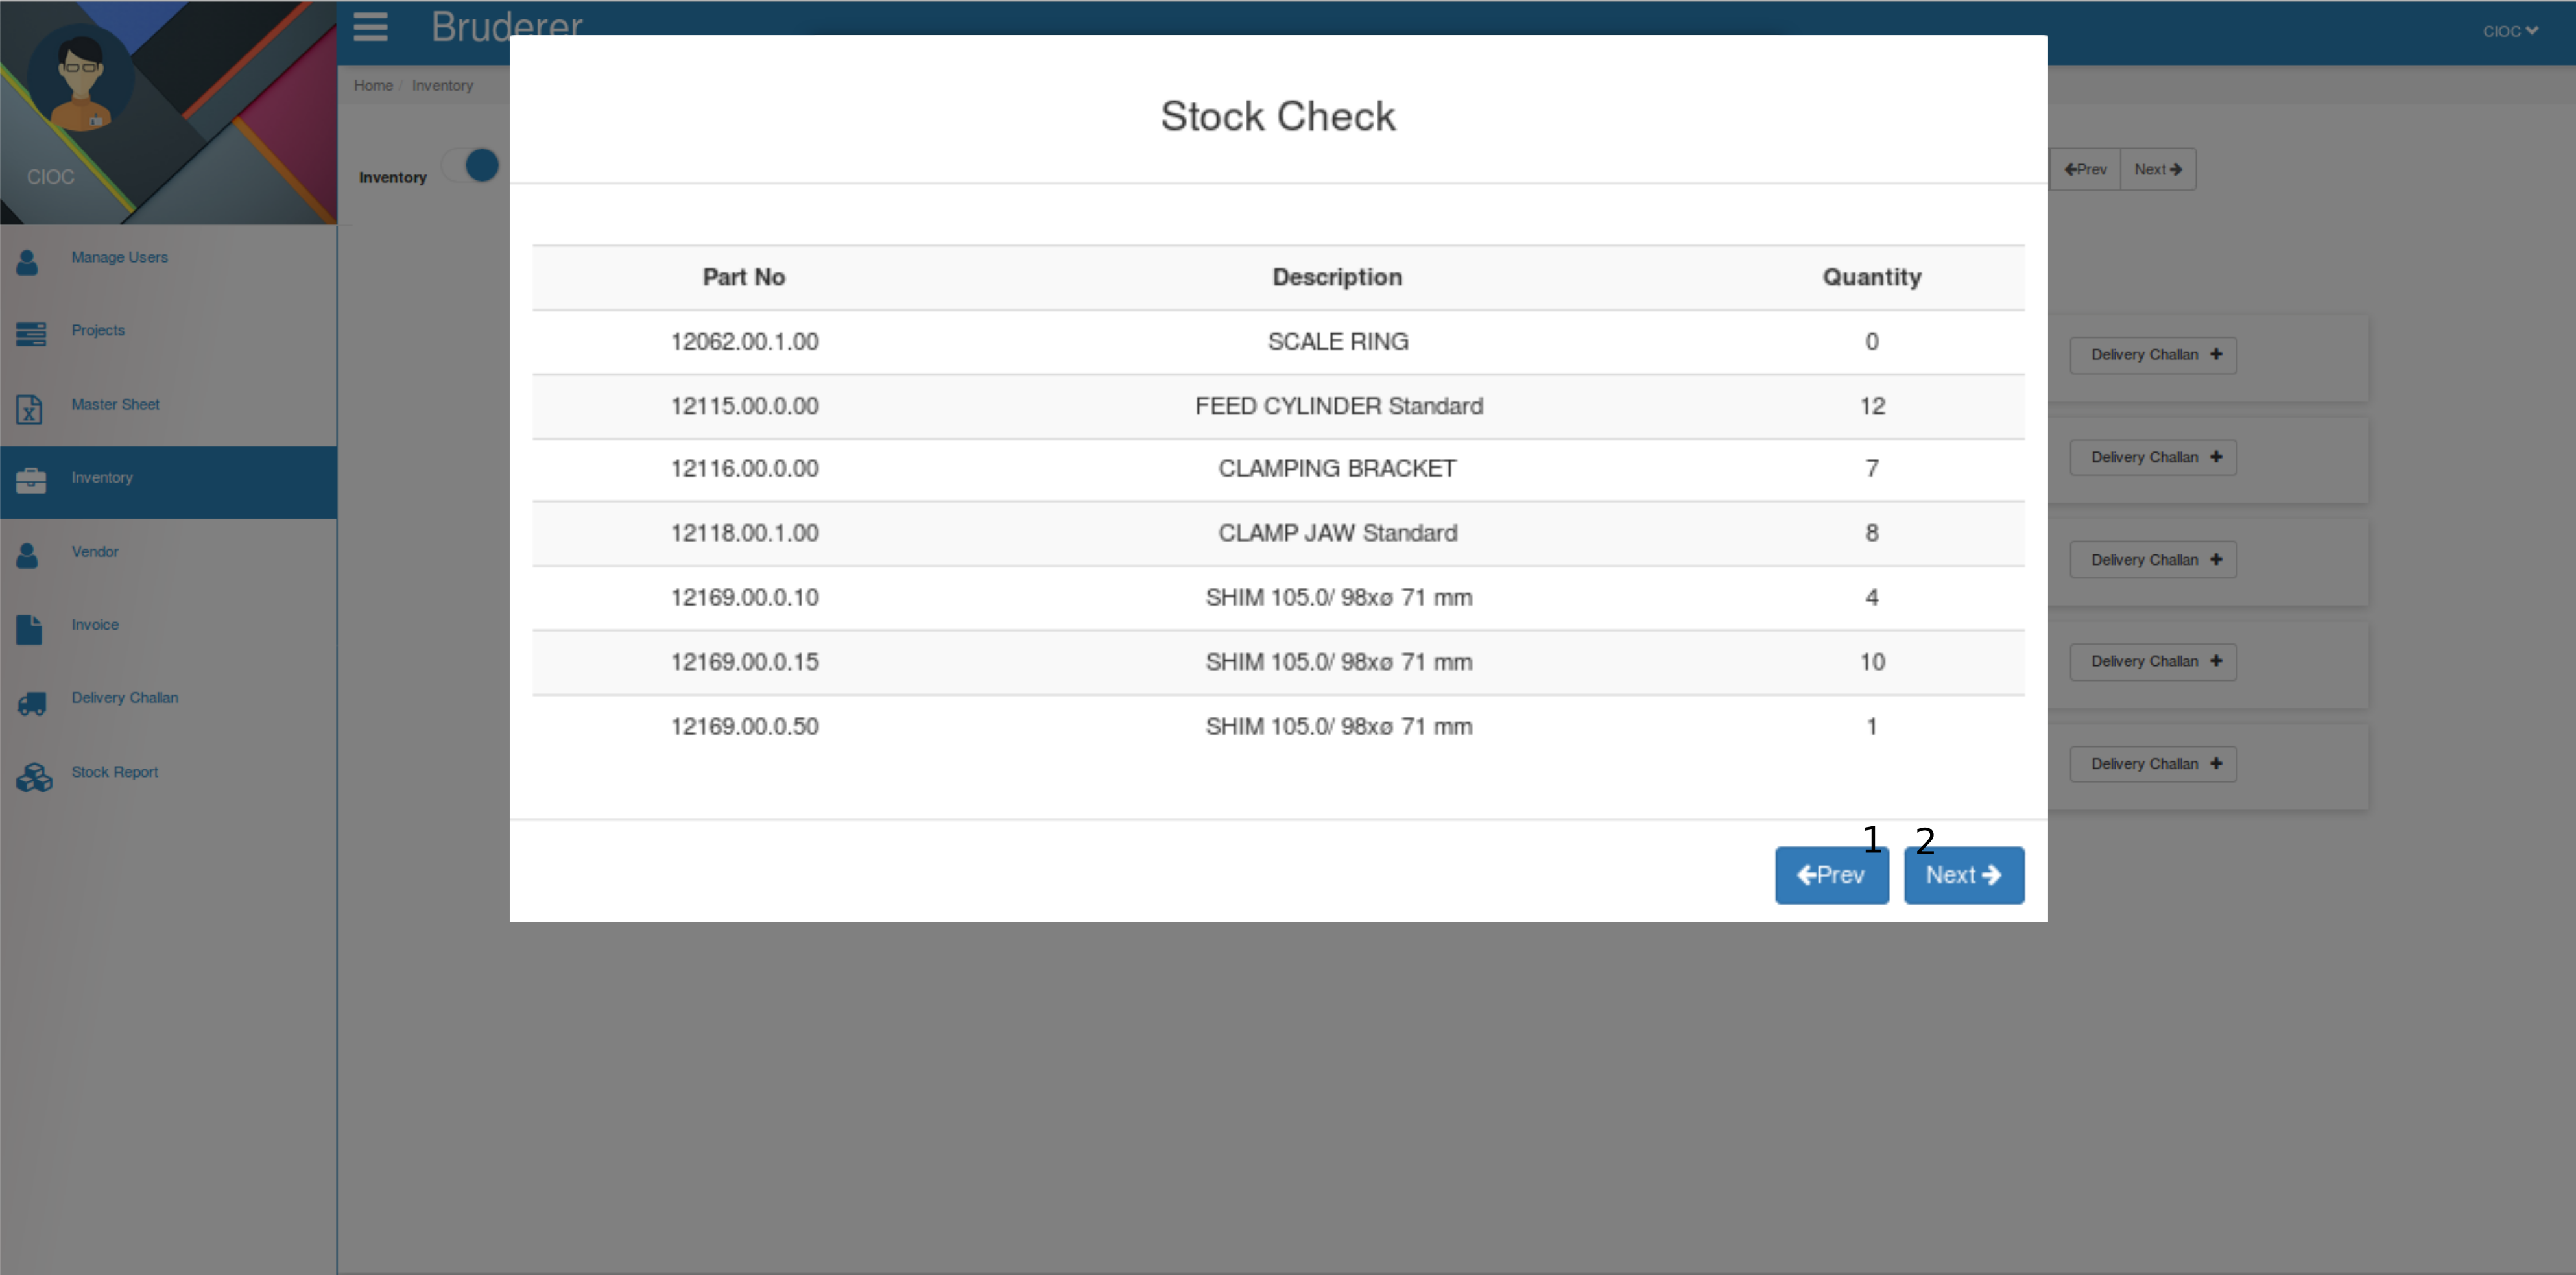 Bruderer
CIOC
Home / Inventory
CIOC
Inventory
Prev Next
Manage Users
Projects
Master Sheet
Inventory
Vendor
Invoice
Delivery Challan
Stock Report
Stock Check
Part No Description Quantity
12062.00.1.00 SCALE RING 0
12115.00.0.00 FEED CYLINDER Standard 12
12116.00.0.00 CLAMPING BRACKET 7
12118.00.1.00 CLAMP JAW Standard 8
12169.00.0.10 SHIM 105.0/ 98xø 71 mm 4
12169.00.0.15 SHIM 105.0/ 98xø 71 mm 10
12169.00.0.50 SHIM 105.0/ 98xø 71 mm 1
1 2
Prev Next
Delivery Challan
Delivery Challan
Delivery Challan
Delivery Challan
Delivery Challan